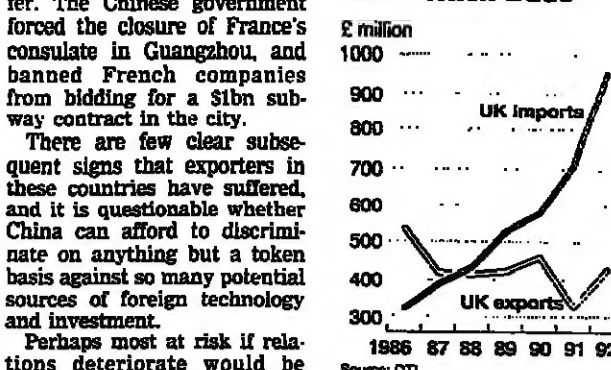 fer. The Chinese government
forced the closure of France's
consulate in Guangzhou, and
banned French companies
from bidding for a $1bn sub-
way contract in the city.
There are few clear subse-
quent signs that exporters in
these countries have suffered,
and it is questionable whether
China can afford to discrimi-
nate on anything but a token
basis against so many potential
sources of foreign technology
and investment.
Perhaps most at risk if rela-
tions deteriorate would be
£ million
1000
900
UK imports
800
700
600
500
400
UK exports
300
1986 87 88 89 90 91 92
Source: DTI